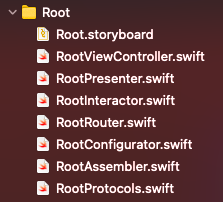 Root
Root.storyboard
RootViewController.swift
RootPresenter.swift
RootInteractor.swift
RootRouter.swift
RootConfigurator.swift
RootAssembler.swift
RootProtocols.swift